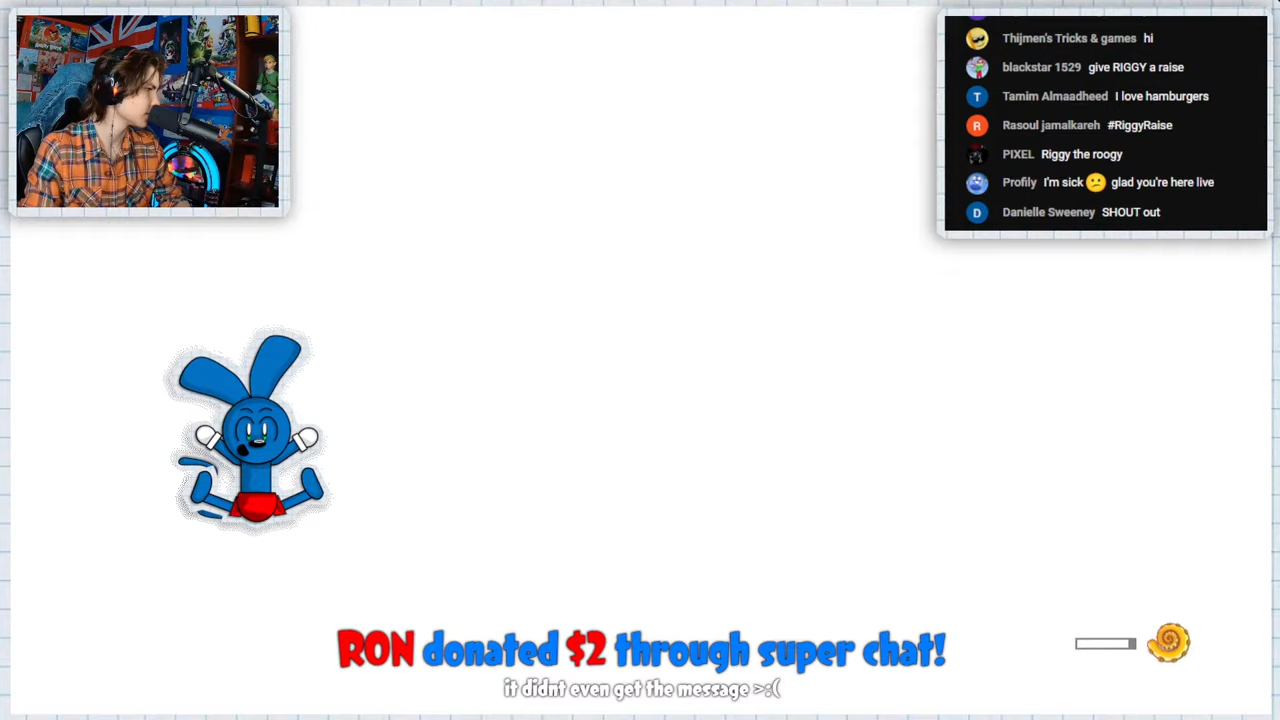 Thijmen's Tricks & games hi
blackstar 1529 give RIGGY a raise
T Tamim Almaadheed I love hamburgers
R Rasoul jamalkareh #RiggyRaise
PIXEL Riggy the roogy
Profily I'm sick 😕 glad you're here live
D Danielle Sweeney SHOUT out
RON donated $2 through super chat!
it didnt even get the message >:(